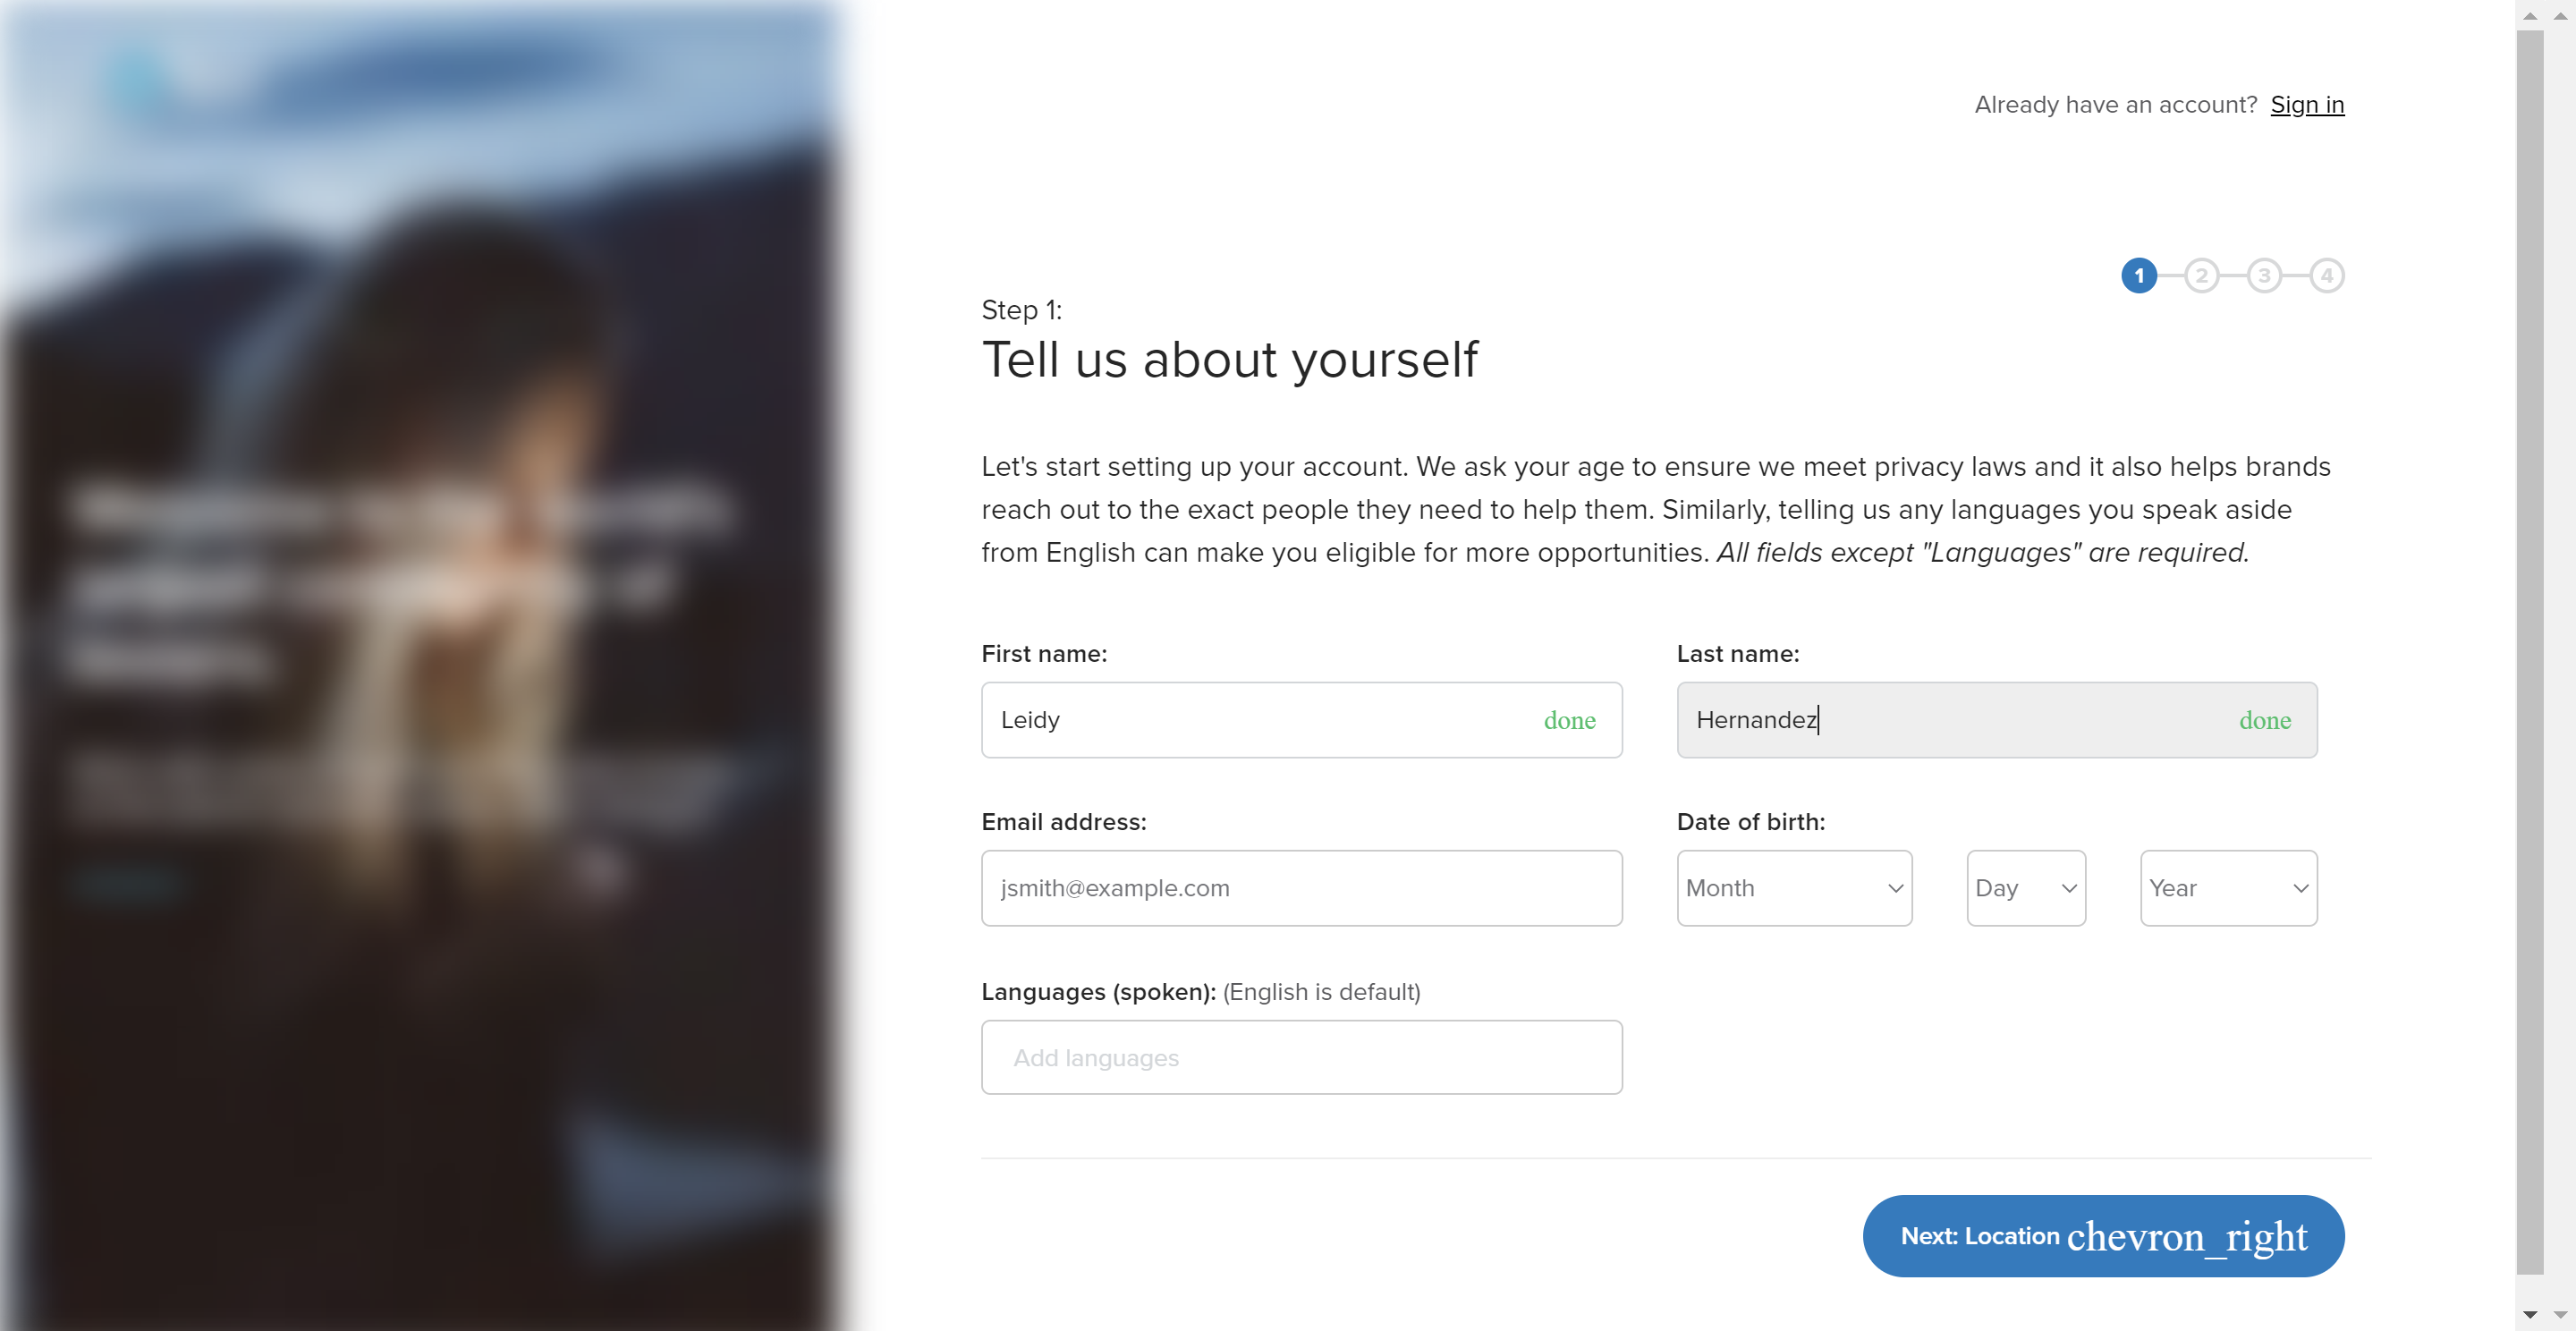 Already have an account? Sign in
1 2 3 4
Step 1:
Tell us about yourself
Let's start setting up your account. We ask your age to ensure we meet privacy laws and it also helps brands
reach out to the exact people they need to help them. Similarly, telling us any languages you speak aside
from English can make you eligible for more opportunities. All fields except "Languages" are required.
First name: Last name:
Leidy done Hernandez done
Email address: Date of birth:
jsmith@example.com Month Day Year
Languages (spoken): (English is default)
Add languages
Next: Location chevron_right